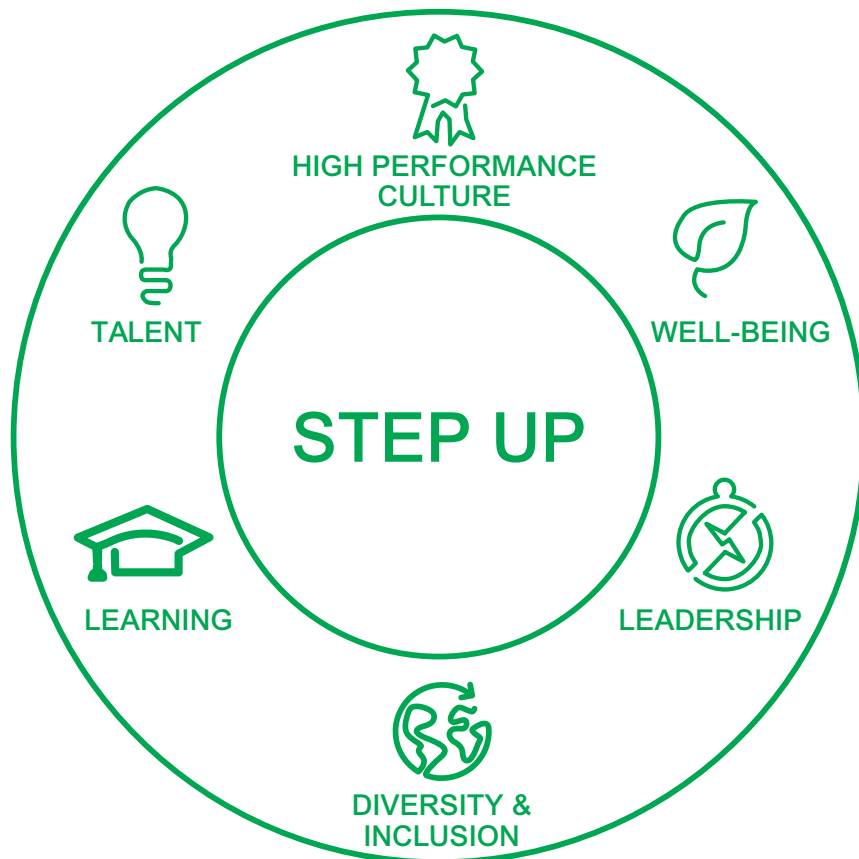 HIGH PERFORMANCE
CULTURE
TALENT
WELL-BEING
STEP UP
LEARNING
LEADERSHIP
DIVERSITY &
INCLUSION